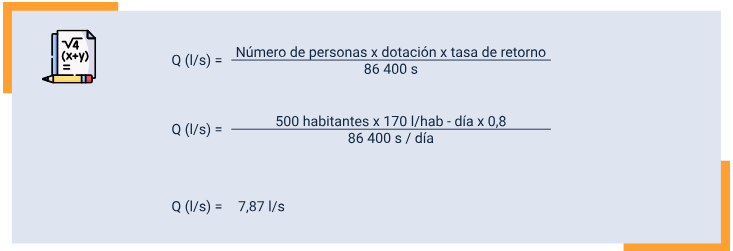 √4
(x+y)
=
Q (l/s) = Número de personas x dotación x tasa de retorno
86 400 s
Q (l/s) = 500 habitantes x 170 l/hab - día x 0,8
86 400 s / día
Q (l/s) = 7,87 l/s